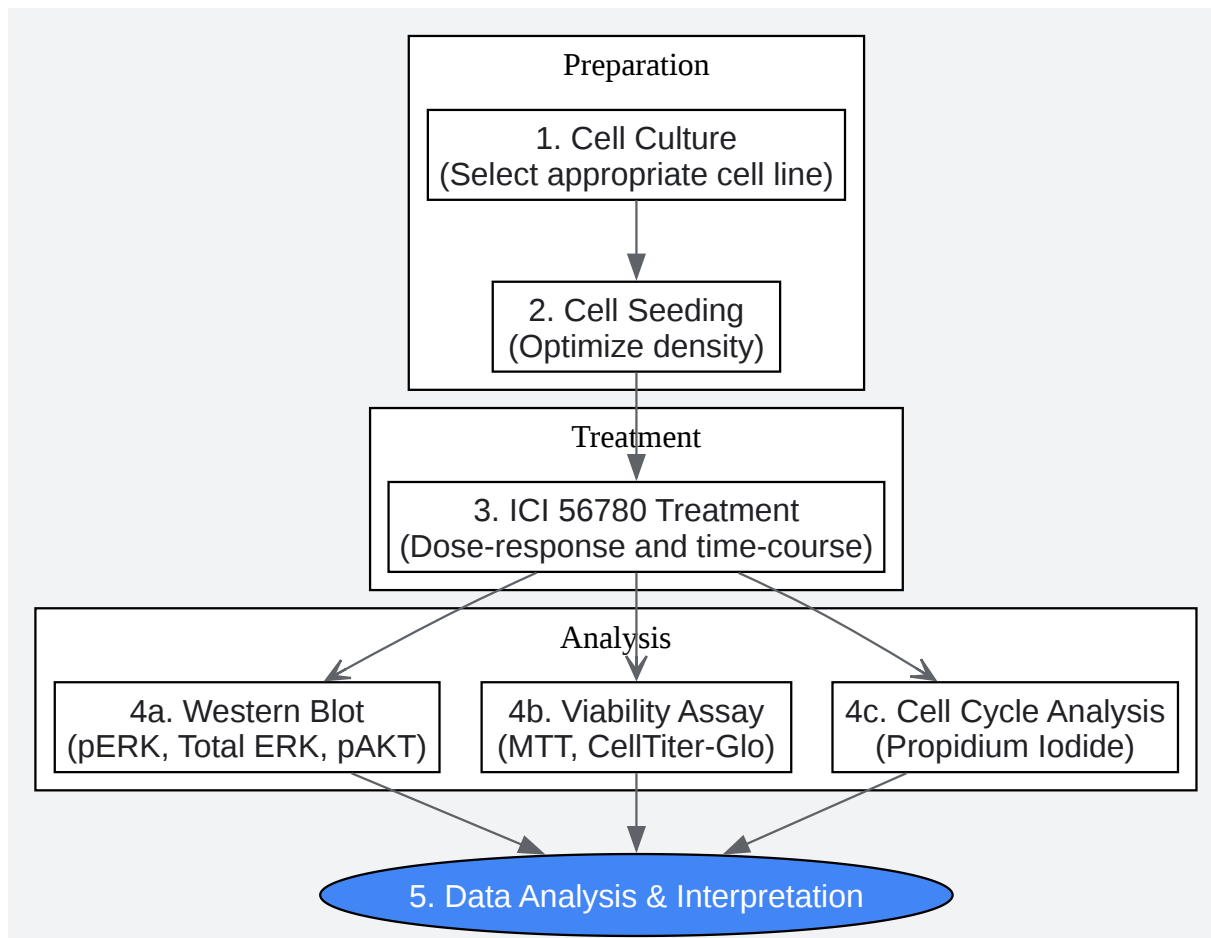 Preparation
1. Cell Culture
(Select appropriate cell line)
2. Cell Seeding
(Optimize density)
Treatment
3. ICI 56780 Treatment
(Dose-response and time-course)
Analysis
4a. Western Blot
(pERK, Total ERK, pAKT)
4b. Viability Assay
(MTT, CellTiter-Glo)
4c. Cell Cycle Analysis
(Propidium Iodide)
5. Data Analysis & Interpretation